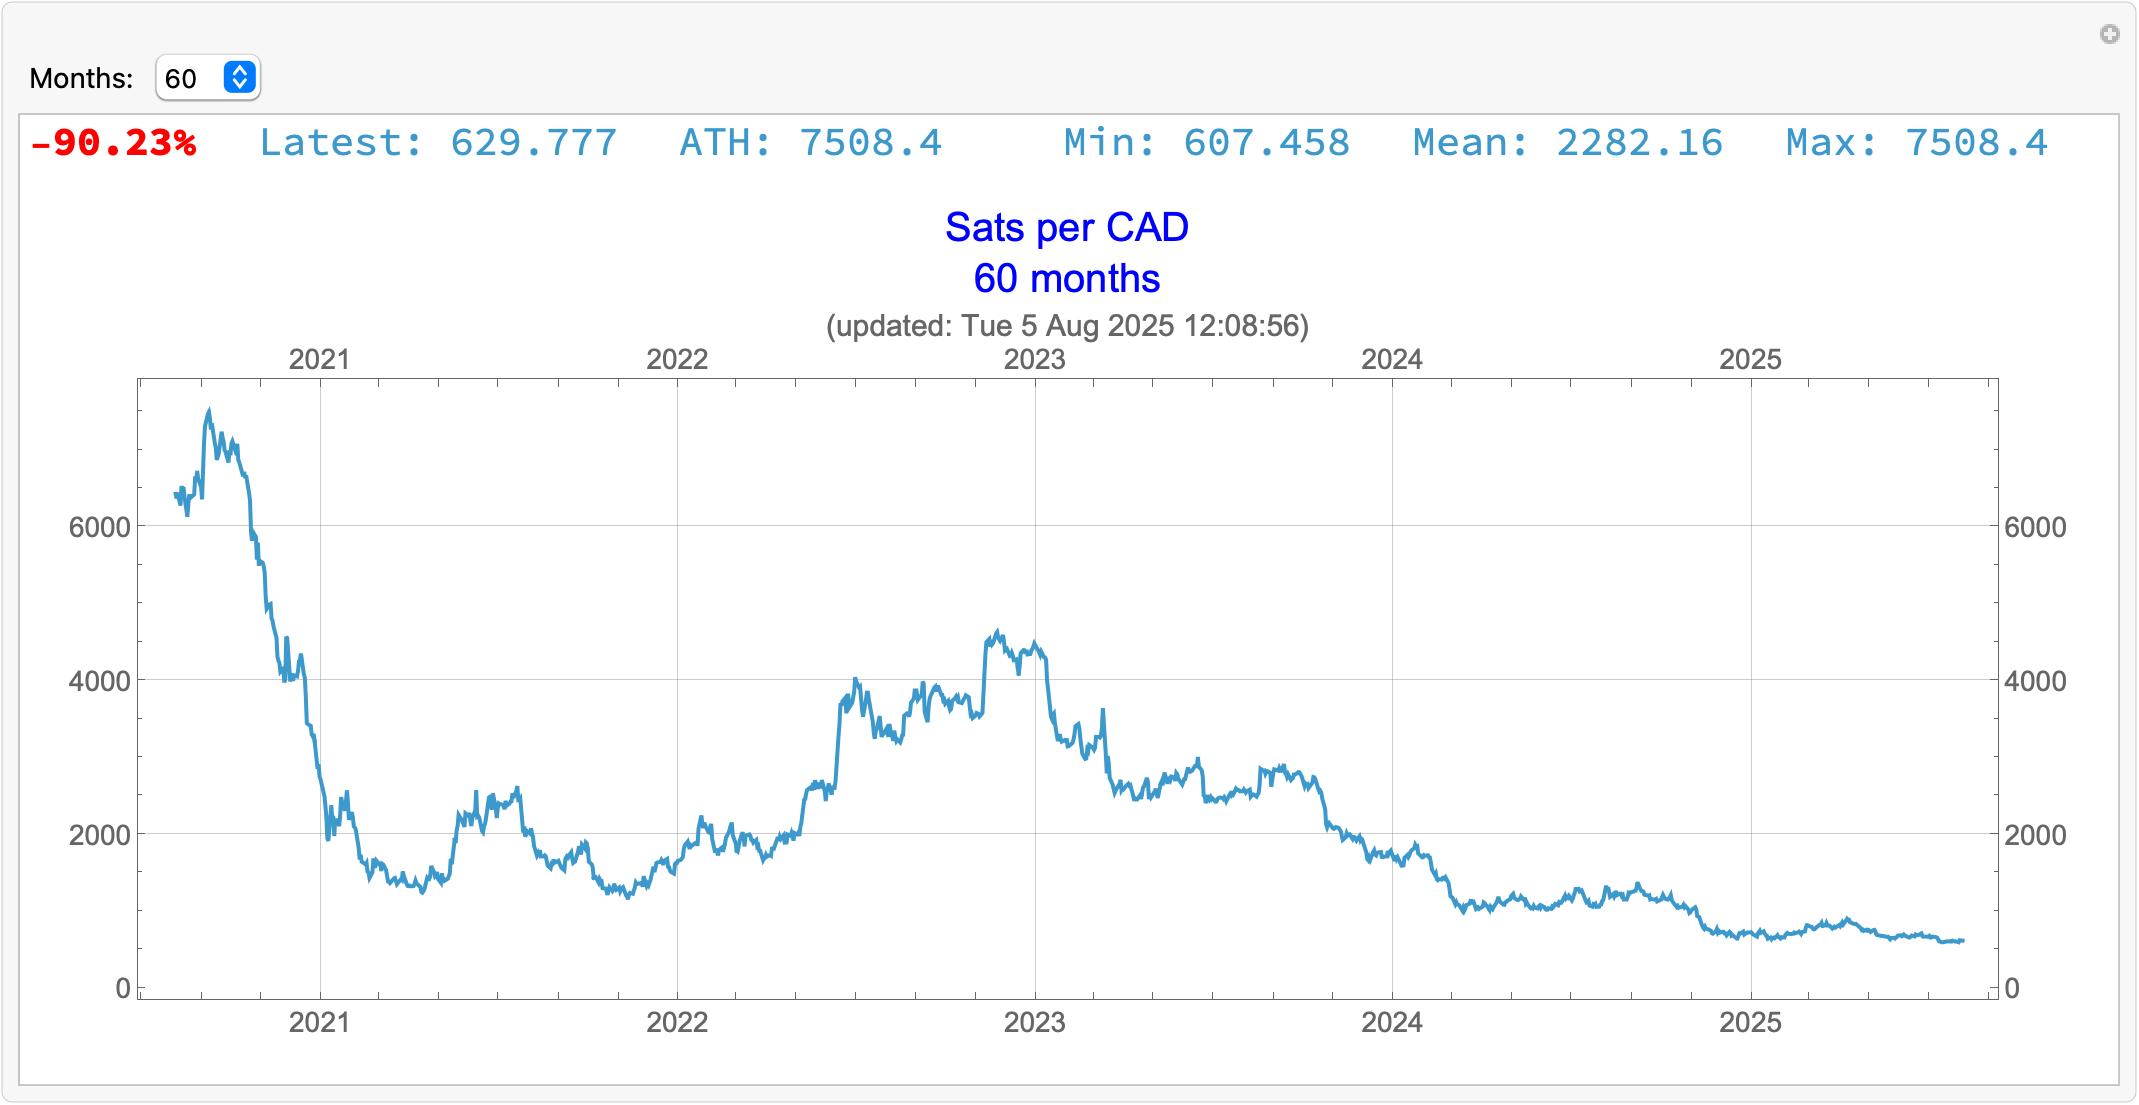 Months: 60
-90.23% Latest: 629.777 ATH: 7508.4 Min: 607.458 Mean: 2282.16 Max: 7508.4
Sats per CAD
60 months
(updated: Tue 5 Aug 2025 12:08:56)
2021 2022 2023 2024 2025
6000 6000
4000 4000
2000 2000
0 0
2021 2022 2023 2024 2025